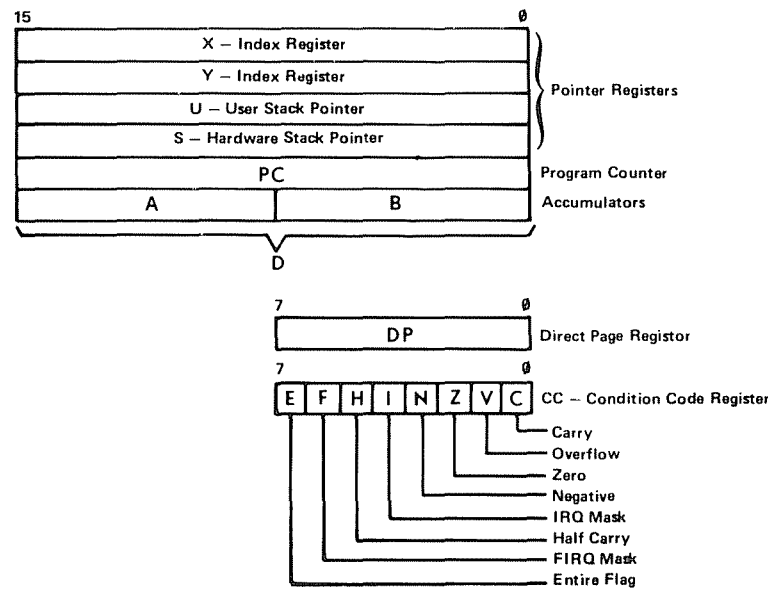 15 0
X – Index Register
Y – Index Register
U – User Stack Pointer
S – Hardware Stack Pointer
Pointer Registers
PC Program Counter
A B Accumulators
D
7 0
DP Direct Page Registor
7 0
E F H I N Z V C CC – Condition Code Register
Carry
Overflow
Zero
Negative
IRQ Mask
Half Carry
FIRQ Mask
Entire Flag